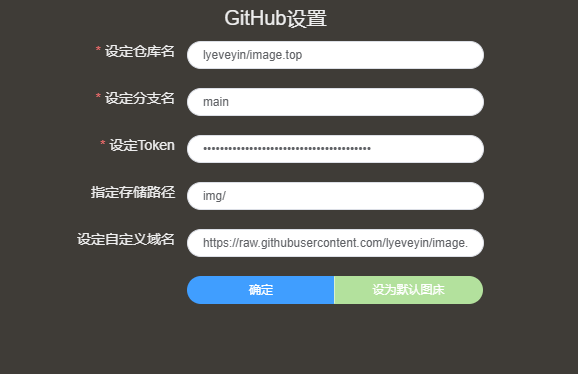 GitHub设置
* 设定仓库名 lyeveyin/image.top
* 设定分支名 main
* 设定Token ••••••••••••••••••••••••••••••••••••••••
指定存储路径 img/
设定自定义域名 https://raw.githubusercontent.com/lyeveyin/image.
确定 设为默认图床